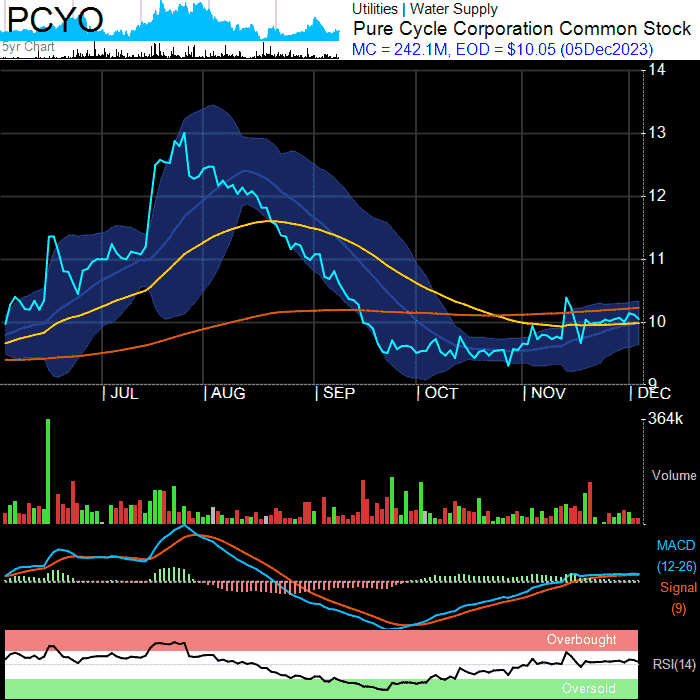 PCYO
5yr Chart
Utilities | Water Supply
Pure Cycle Corporation Common Stock
MC = 242.1M, EOD = $10.05 (05Dec2023)
14
13
12
11
10
9
JUL AUG SEP OCT NOV DEC
364k
Volume
MACD
(12-26)
Signal
(9)
Overbought
RSI(14)
Oversold